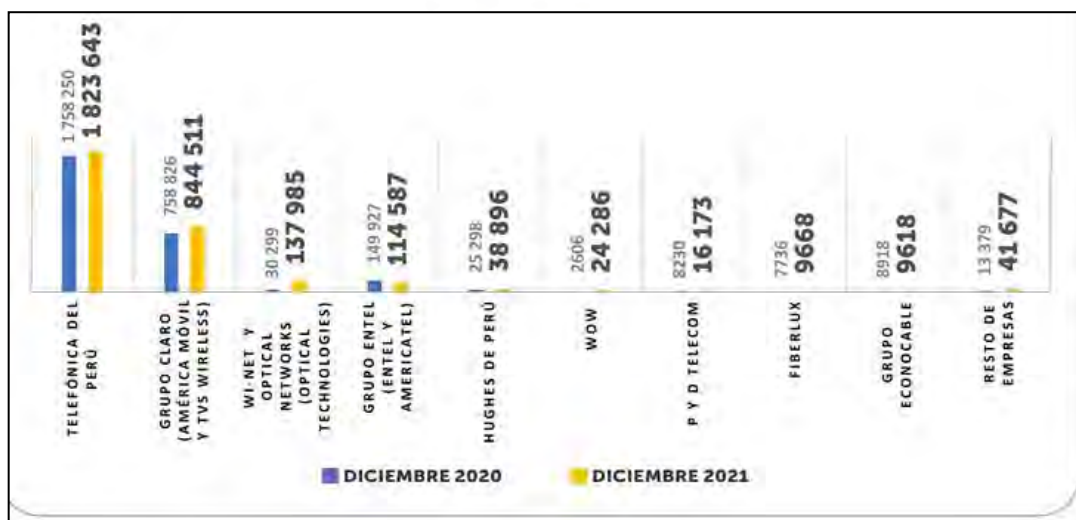 1 758 250
1 823 643
758 826
844 511
30 299
137 985
149 927
114 587
25 298
38 896
2606
24 286
8230
16 173
7736
9668
8918
9618
13 379
41 677
TELEFÓNICA DEL
PERÚ
GRUPO CLARO
(AMÉRICA MÓVIL
Y TVS WIRELESS)
WI-NET Y
OPTICAL
NETWORKS
(OPTICAL
TECHNOLOGIES)
GRUPO ENTEL
(ENTEL Y
AMERICATEL)
HUGHES DE PERÚ
WOW
P Y D TELECOM
FIBERLUX
GRUPO
ECONOCABLE
RESTO DE
EMPRESAS
DICIEMBRE 2020
DICIEMBRE 2021